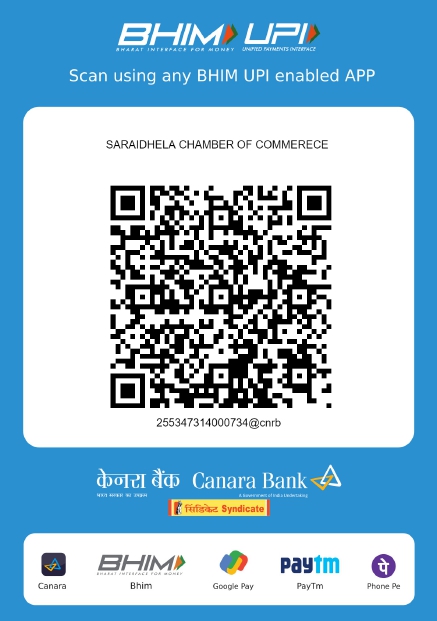 BHIM UPI
BHARAT INTERFACE FOR MONEY UNIFIED PAYMENTS INTERFACE
Scan using any BHIM UPI enabled APP
SARAIDHELA CHAMBER OF COMMERECE
255347314000734@cnrb
केनरा बैंक Canara Bank
भारत सरकार का उपक्रम A Government of India Undertaking
सिंडिकेट Syndicate
BHIM
BHARAT INTERFACE FOR MONEY
paytm
पे
Canara Bhim Google Pay PayTm Phone Pe